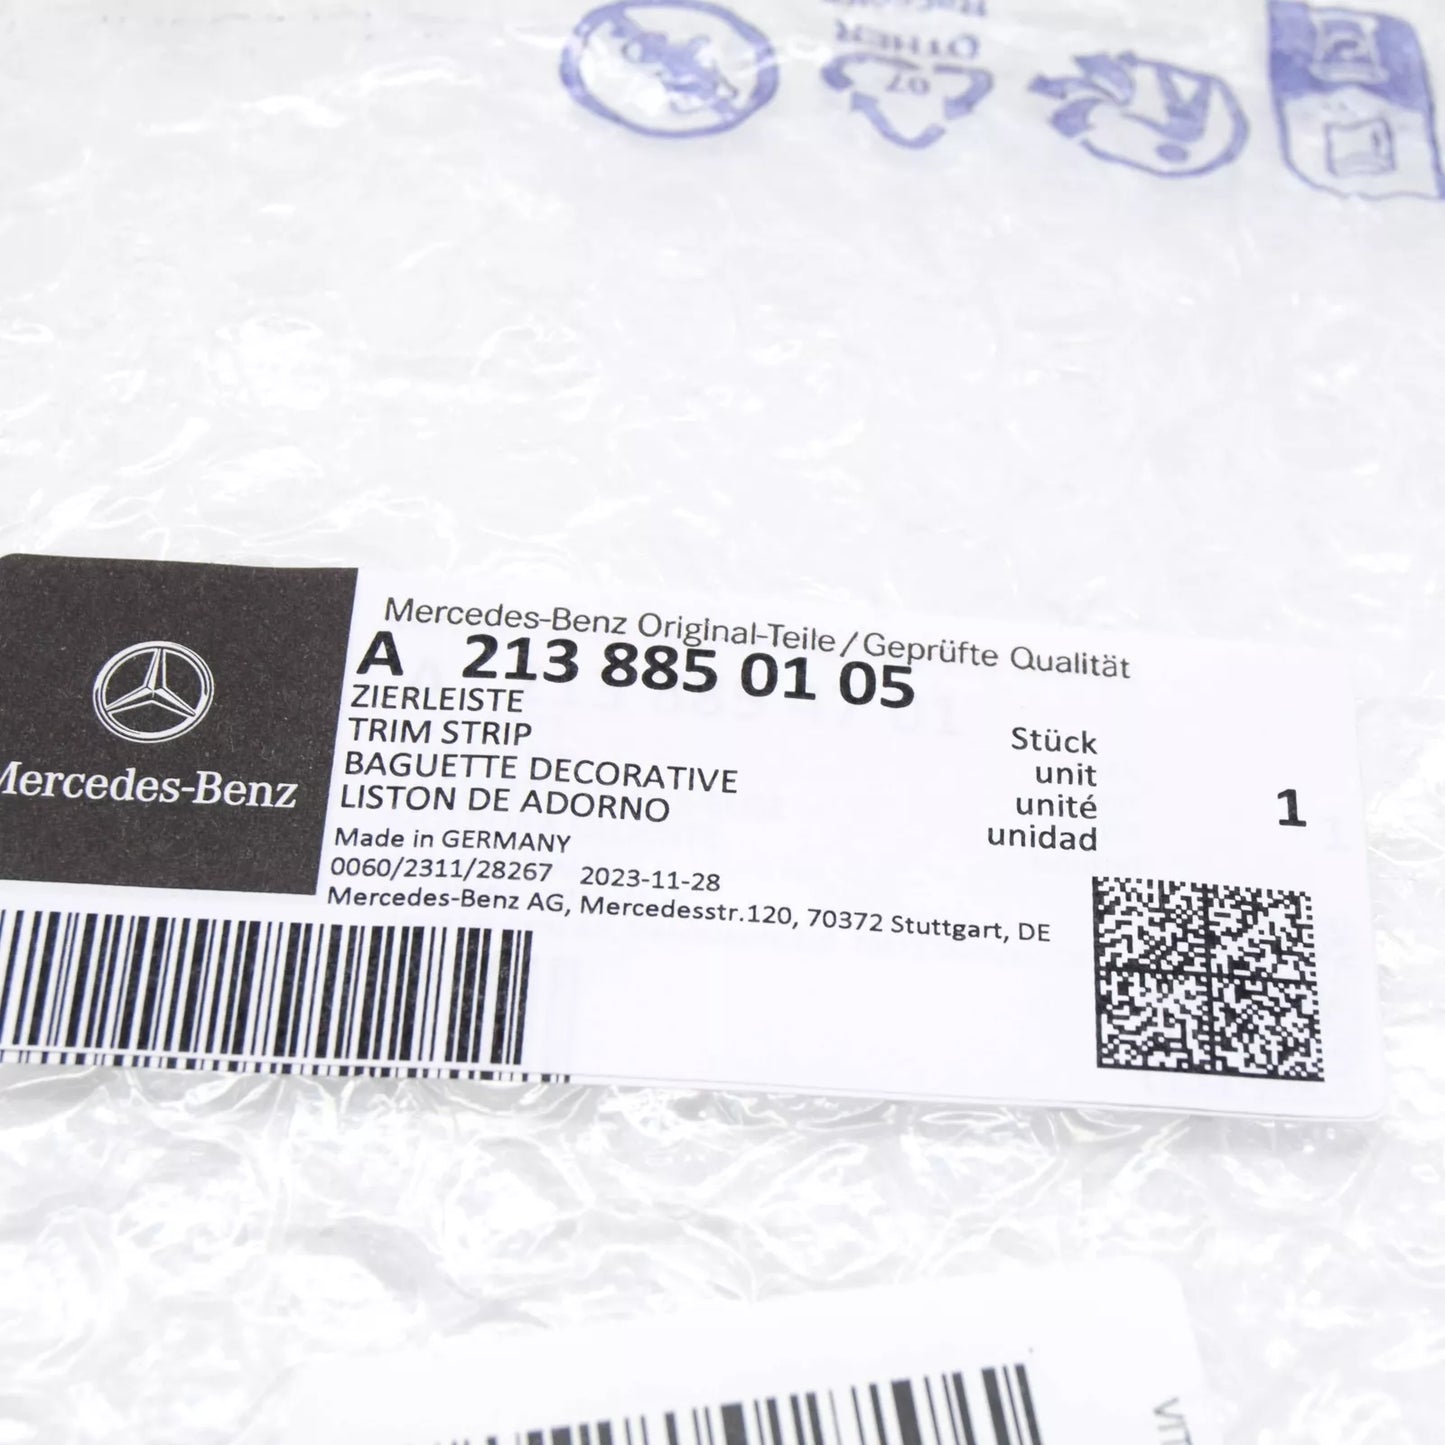 OTHER
07
Mercedes-Benz
Mercedes-Benz Original-Teile / Geprüfte Qualität
A 213 885 01 05
ZIERLEISTE
TRIM STRIP
BAGUETTE DECORATIVE
LISTON DE ADORNO
Stück
unit
unité
unidad
1
Made in GERMANY
0060/2311/28267 2023-11-28
Mercedes-Benz AG, Mercedesstr.120, 70372 Stuttgart, DE